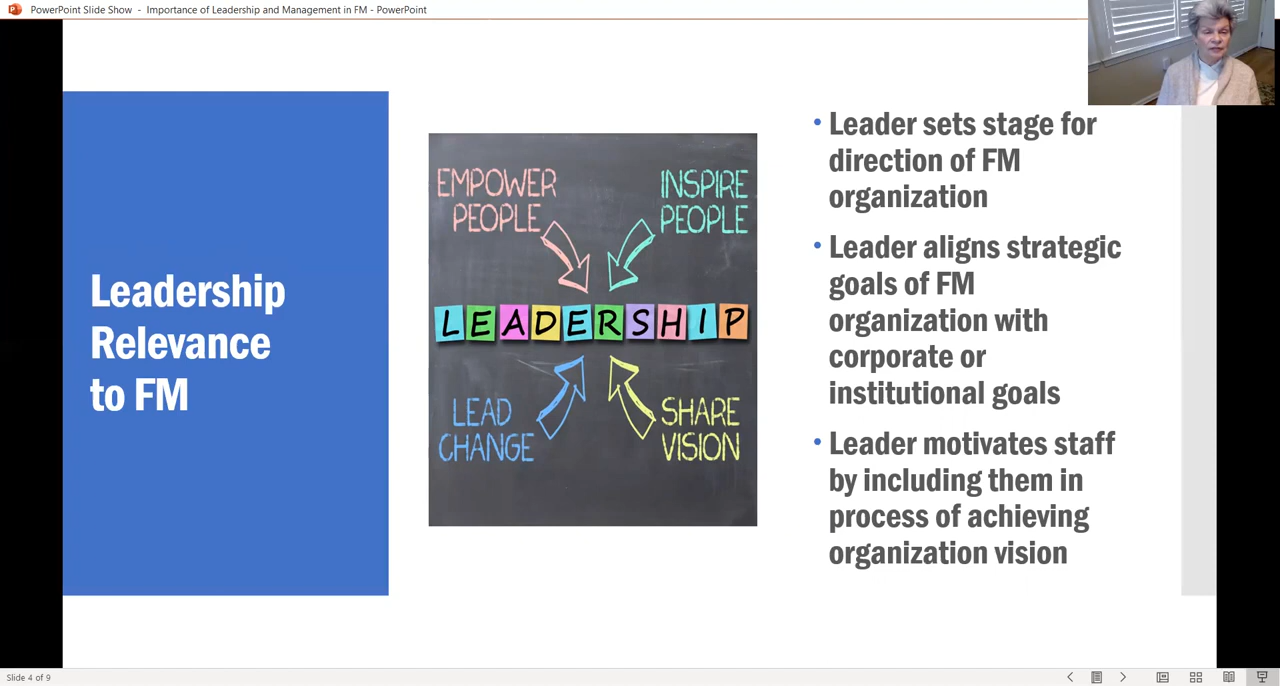 PowerPoint Slide Show - Importance of Leadership and Management in FM - PowerPoint
Leadership
Relevance
to FM
EMPOWER
PEOPLE
INSPIRE
PEOPLE
LEADERSHIP
LEAD
CHANGE
SHARE
VISION
• Leader sets stage for
direction of FM
organization
• Leader aligns strategic
goals of FM
organization with
corporate or
institutional goals
• Leader motivates staff
by including them in
process of achieving
organization vision
Slide 4 of 9